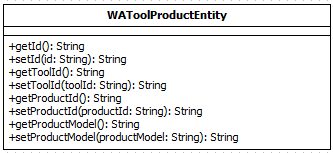 WAToolProductEntity
+getId(): String
+setId(id: String): String
+getToolId(): String
+setToolId(toolId: String): String
+getProductId(): String
+setProductId(productId: String): String
+getProductModel(): String
+setProductModel(productModel: String): String